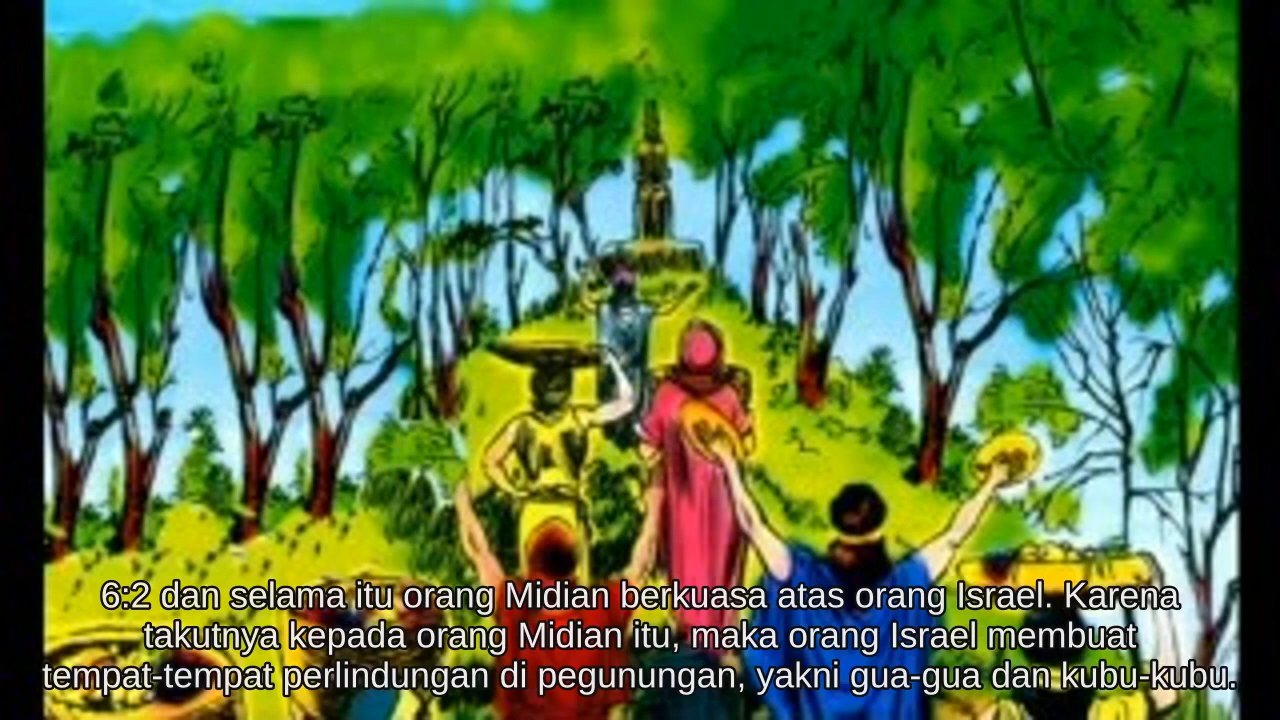 6:2 dan selama itu orang Midian berkuasa atas orang Israel. Karena
takutnya kepada orang Midian itu, maka orang Israel membuat
tempat-tempat perlindungan di pegunungan, yakni gua-gua dan kubu-kubu.